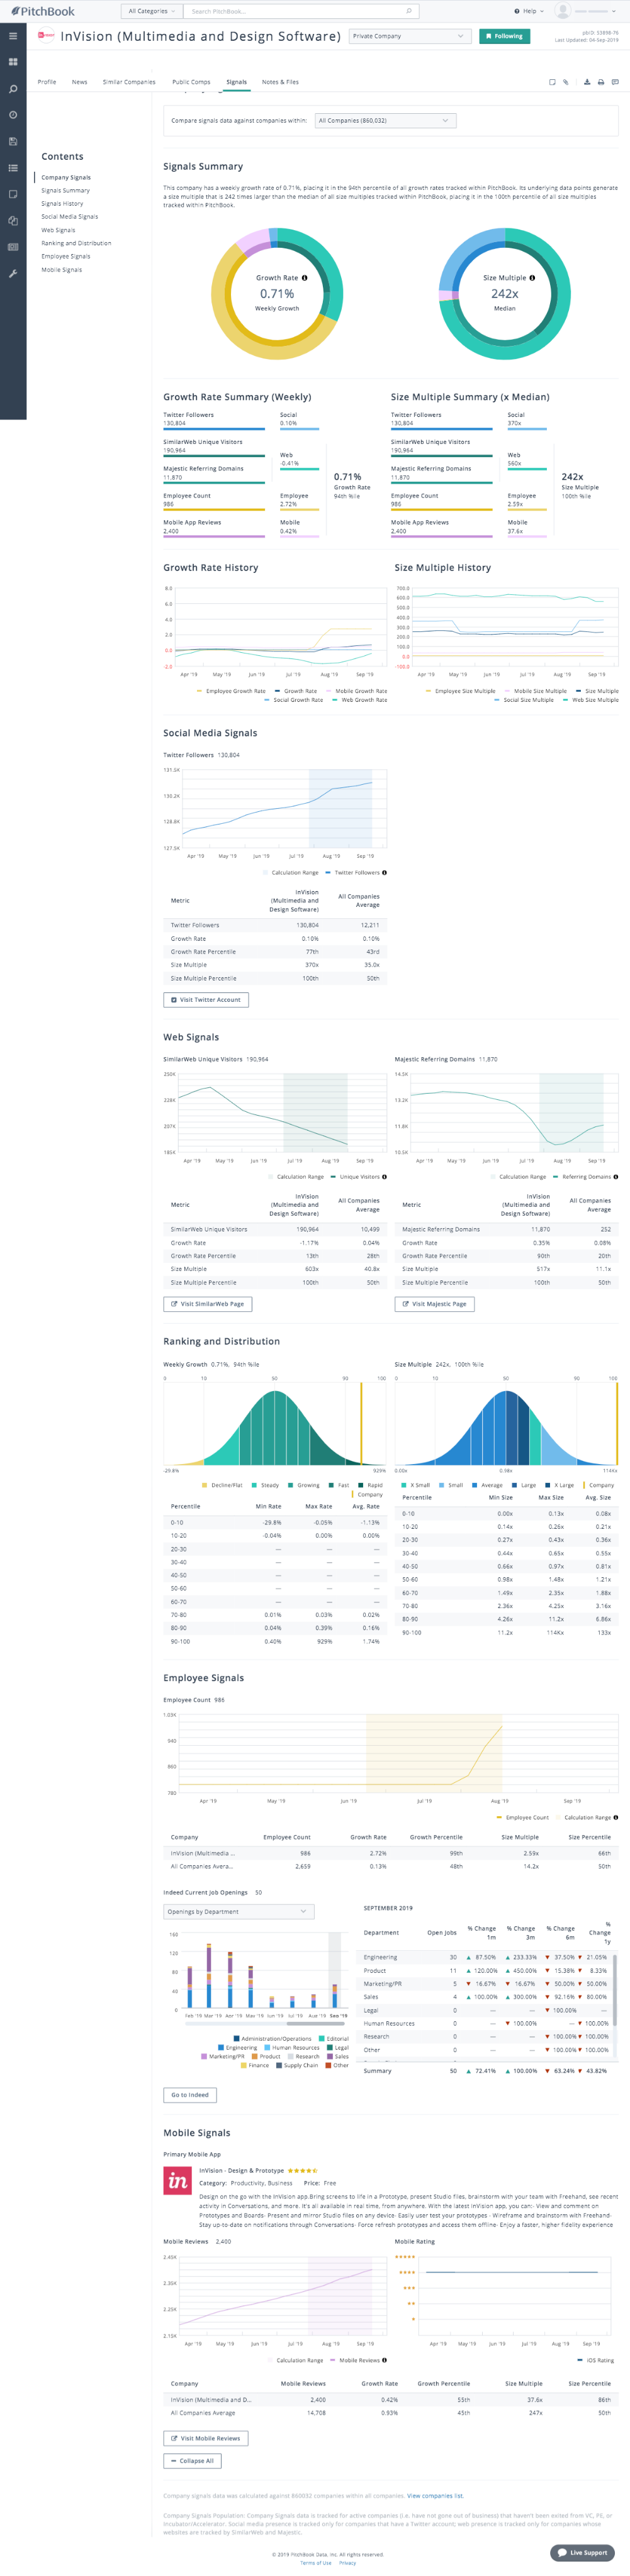 PitchBook
All Categories
Search PitchBook...
Help
InVision (Multimedia and Design Software)
Private Company
Following
pbID: 53898-76
Last Updated: 04-Sep-2019
Profile News Similar Companies Public Comps Signals Notes & Files
Compare signals data against companies within: All Companies (860,032)
Contents
Company Signals
Signals Summary
Signals History
Social Media Signals
Web Signals
Ranking and Distribution
Employee Signals
Mobile Signals
Signals Summary
This company has a weekly growth rate of 0.71%, placing it in the 94th percentile of all growth rates tracked within PitchBook. Its underlying data points generate
a size multiple that is 242 times larger than the median of all size multiples tracked within PitchBook, placing it in the 100th percentile of all size multiples
tracked within PitchBook.
Growth Rate
0.71%
Weekly Growth
Size Multiple
242x
Median
Growth Rate Summary (Weekly)
Twitter Followers
130,804
Social
0.10%
SimilarWeb Unique Visitors
190,964
Web
-0.41%
Majestic Referring Domains
11,870
Employee Count
986
Employee
2.72%
Mobile App Reviews
2,400
Mobile
0.42%
0.71%
Growth Rate
94th %ile
Size Multiple Summary (x Median)
Twitter Followers
130,804
Social
370x
SimilarWeb Unique Visitors
190,964
Web
560x
Majestic Referring Domains
11,870
Employee Count
986
Employee
2.59x
Mobile App Reviews
2,400
Mobile
37.6x
242x
Size Multiple
100th %ile
Growth Rate History
8.0
6.0
4.0
2.0
0.0
-2.0
Apr '19 May '19 Jun '19 Jul '19 Aug '19 Sep '19
Employee Growth Rate Growth Rate Mobile Growth Rate
Social Growth Rate Web Growth Rate
Size Multiple History
700.0
600.0
500.0
400.0
300.0
200.0
100.0
0.0
-100.0
Apr '19 May '19 Jun '19 Jul '19 Aug '19 Sep '19
Employee Size Multiple Mobile Size Multiple Size Multiple
Social Size Multiple Web Size Multiple
Social Media Signals
Twitter Followers 130,804
131.5K
130.2K
128.8K
127.5K
Apr '19 May '19 Jun '19 Jul '19 Aug '19 Sep '19
Calculation Range Twitter Followers
Metric InVision (Multimedia and Design Software) All Companies Average
Twitter Followers 130,804 12,211
Growth Rate 0.10% 0.10%
Growth Rate Percentile 77th 43rd
Size Multiple 370x 35.0x
Size Multiple Percentile 100th 50th
Visit Twitter Account
Web Signals
SimilarWeb Unique Visitors 190,964
250K
228K
207K
185K
Apr '19 May '19 Jun '19 Jul '19 Aug '19 Sep '19
Calculation Range Unique Visitors
Metric InVision (Multimedia and Design Software) All Companies Average
SimilarWeb Unique Visitors 190,964 10,499
Growth Rate -1.17% 0.04%
Growth Rate Percentile 13th 28th
Size Multiple 603x 40.8x
Size Multiple Percentile 100th 50th
Visit SimilarWeb Page
Majestic Referring Domains 11,870
14.5K
13.2K
11.8K
10.5K
Apr '19 May '19 Jun '19 Jul '19 Aug '19 Sep '19
Calculation Range Referring Domains
Metric InVision (Multimedia and Design Software) All Companies Average
Majestic Referring Domains 11,870 252
Growth Rate 0.35% 0.08%
Growth Rate Percentile 90th 20th
Size Multiple 517x 11.1x
Size Multiple Percentile 100th 50th
Visit Majestic Page
Ranking and Distribution
Weekly Growth 0.71%, 94th %ile
0 10 50 90 100
-29.8% 929%
Decline/Flat Steady Growing Fast Rapid
Company
Percentile Min Rate Max Rate Avg. Rate
0-10 -29.8% -0.05% -1.13%
10-20 -0.04% 0.00% 0.00%
20-30 — — —
30-40 — — —
40-50 — — —
50-60 — — —
60-70 — — —
70-80 0.01% 0.03% 0.02%
80-90 0.04% 0.39% 0.16%
90-100 0.40% 929% 1.74%
Size Multiple 242x, 100th %ile
0 10 50 90 100
0.00x 0.98x 114Kx
X Small Small Average Large X Large Company
Percentile Min Size Max Size Avg. Size
0-10 0.00x 0.13x 0.08x
10-20 0.14x 0.26x 0.21x
20-30 0.27x 0.43x 0.36x
30-40 0.44x 0.65x 0.55x
40-50 0.66x 0.97x 0.81x
50-60 0.98x 1.48x 1.21x
60-70 1.49x 2.35x 1.88x
70-80 2.36x 4.25x 3.16x
80-90 4.26x 11.2x 6.86x
90-100 11.2x 114Kx 133x
Employee Signals
Employee Count 986
1.03K
940
860
780
Apr '19 May '19 Jun '19 Jul '19 Aug '19 Sep '19
Employee Count Calculation Range
Company Employee Count Growth Rate Growth Percentile Size Multiple Size Percentile
InVision (Multimedia ... 986 2.72% 99th 2.59x 66th
All Companies Avera... 2,659 0.13% 48th 14.2x 50th
Indeed Current Job Openings 50
Openings by Department
160
120
80
40
0
Feb '19 Mar '19 Apr '19 May '19 Jun '19 Jul '19 Aug '19 Sep '19
Administration/Operations Editorial
Engineering Human Resources Legal
Marketing/PR Product Research Sales
Finance Supply Chain Other
SEPTEMBER 2019
Department Open Jobs % Change 1m % Change 3m % Change 6m % Change 1y
Engineering 30 ▲ 87.50% ▲ 233.33% ▼ 37.50% ▼ 21.05%
Product 11 ▲ 120.00% ▲ 450.00% ▼ 15.38% ▼ 8.33%
Marketing/PR 5 ▼ 16.67% ▼ 16.67% ▼ 50.00% ▼ 50.00%
Sales 4 ▲ 100.00% ▲ 300.00% ▼ 92.16% ▼ 80.00%
Legal 0 — — ▼ 100.00% —
Human Resources 0 — ▼ 100.00% — ▼ 100.00%
Research 0 — — ▼ 100.00% ▼ 100.00%
Other 0 — — ▼ 100.00% ▼ 100.00%
Summary 50 ▲ 72.41% ▲ 100.00% ▼ 63.24% ▼ 43.82%
Go to Indeed
Mobile Signals
Primary Mobile App
in
InVision - Design & Prototype
Category: Productivity, Business Price: Free
Design on the go with the InVision app.Bring screens to life in a Prototype, present Studio files, brainstorm with your team with Freehand, see recent
activity in Conversations, and more. It's all available in real time, from anywhere. With the latest InVision app, you can:- View and comment on
Prototypes and Boards- Present and mirror Studio files on any device- Easily user test your prototypes - Wireframe and brainstorm with Freehand-
Stay up-to date on notifications through Conversations- Force refresh prototypes and access them offline- Enjoy a faster, higher fidelity experience
Mobile Reviews 2,400
2.45K
2.35K
2.25K
2.15K
Apr '19 May '19 Jun '19 Jul '19 Aug '19 Sep '19
Calculation Range Mobile Reviews
Mobile Rating
Apr '19 May '19 Jun '19 Jul '19 Aug '19 Sep '19
iOS Rating
Company Mobile Reviews Growth Rate Growth Percentile Size Multiple Size Percentile
InVision (Multimedia and D... 2,400 0.42% 55th 37.6x 86th
All Companies Average 14,708 0.93% 45th 247x 50th
Visit Mobile Reviews
Collapse All
Company signals data was calculated against 860032 companies within all companies. View companies list.
Company Signals Population: Company Signals data is tracked for active companies (i.e. have not gone out of business) that haven't been exited from VC, PE, or
Incubator/Accelerator. Social media presence is tracked only for companies that have a Twitter account; web presence is tracked only for companies whose
websites are tracked by SimilarWeb and Majestic.
© 2019 PitchBook Data, Inc. All rights reserved.
Terms of Use Privacy
Live Support